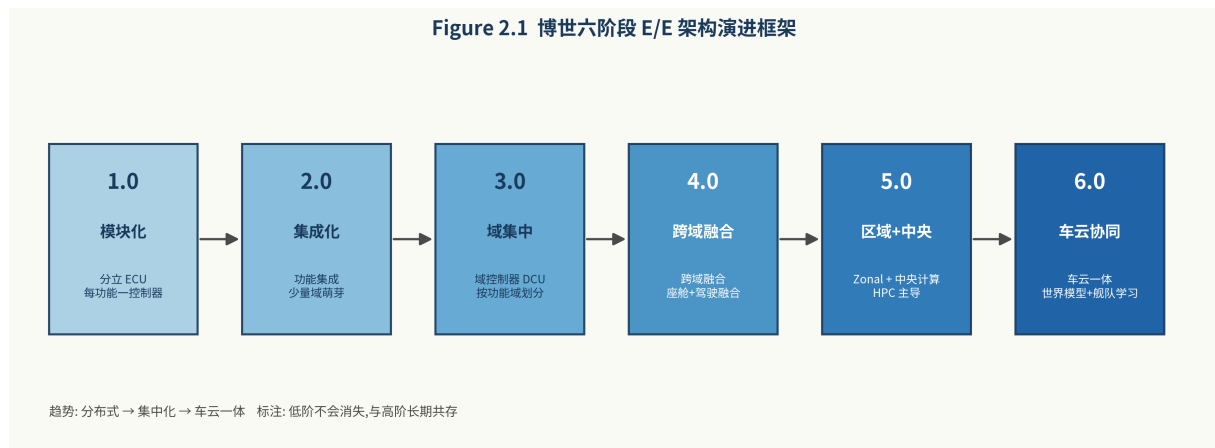 Figure 2.1  博世六阶段 E/E 架构演进框架
1.0
模块化
分立 ECU
每功能一控制器
2.0
集成化
功能集成
少量域萌芽
3.0
域集中
域控制器 DCU
按功能域划分
4.0
跨域融合
跨域融合
座舱+驾驶融合
5.0
区域+中央
Zonal + 中央计算
HPC 主导
6.0
车云协同
车云一体
世界模型+舰队学习
趋势: 分布式 → 集中化 → 车云一体   标注: 低阶不会消失,与高阶长期共存